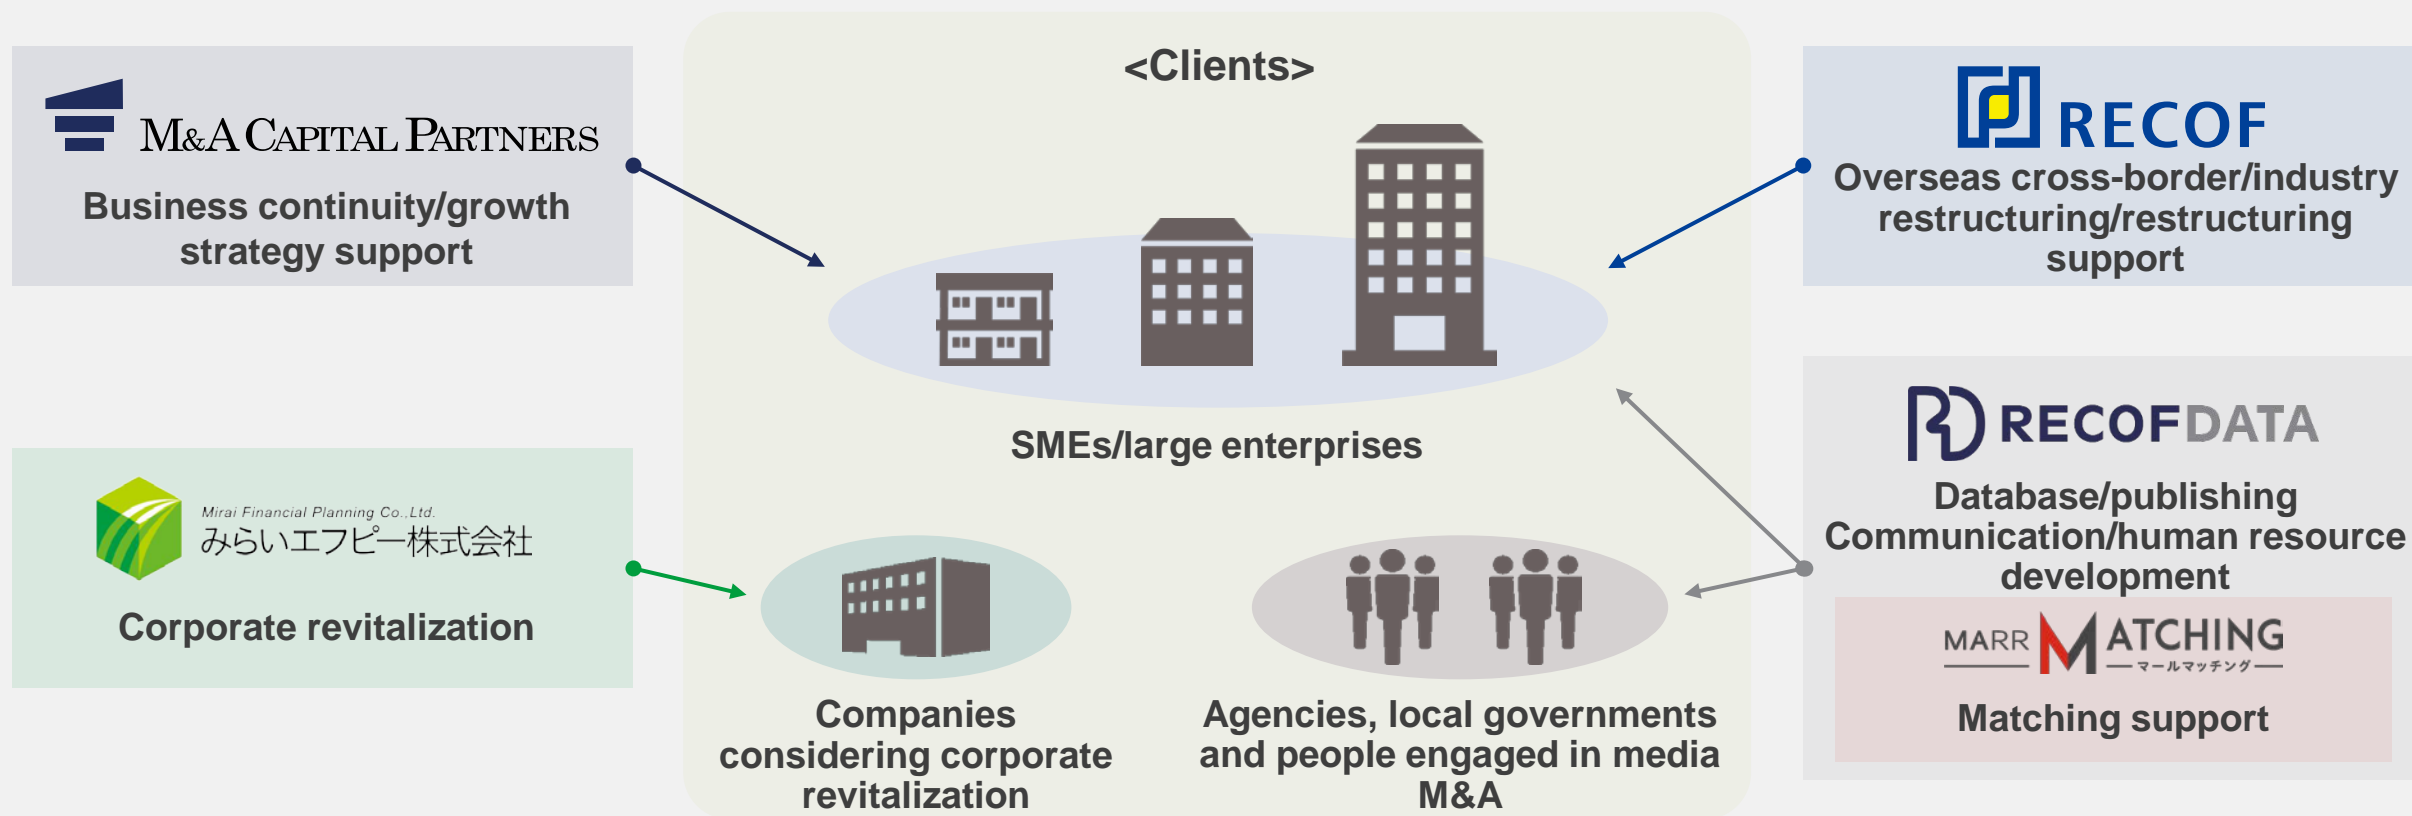 M&A CAPITAL PARTNERS
Business continuity/growth
strategy support
Mirai Financial Planning Co.,Ltd.
みらいエフピー株式会社
Corporate revitalization
<Clients>
SMEs/large enterprises
Companies
considering corporate
revitalization
Agencies, local governments
and people engaged in media
M&A
RECOF
Overseas cross-border/industry
restructuring/restructuring
support
RECOFDATA
Database/publishing
Communication/human resource
development
MARR MATCHING
マールマッチング
Matching support